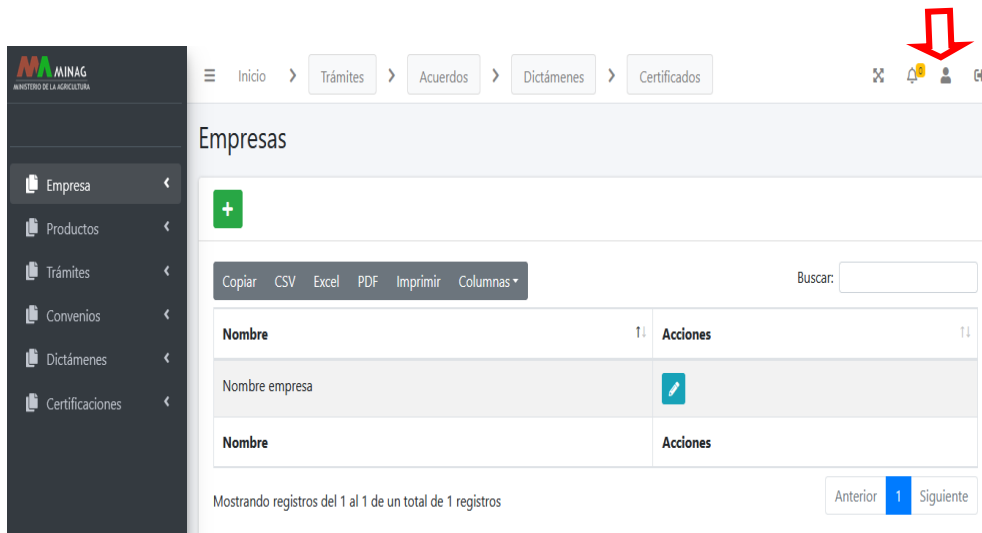 MINAG
MINISTERIO DE LA AGRICULTURA
Inicio Trámites Acuerdos Dictámenes Certificados
0
Empresas
Empresa
Productos
Trámites
Convenios
Dictámenes
Certificaciones
+
Copiar CSV Excel PDF Imprimir Columnas
Buscar:
Nombre Acciones
Nombre empresa
Nombre Acciones
Mostrando registros del 1 al 1 de un total de 1 registros
Anterior 1 Siguiente